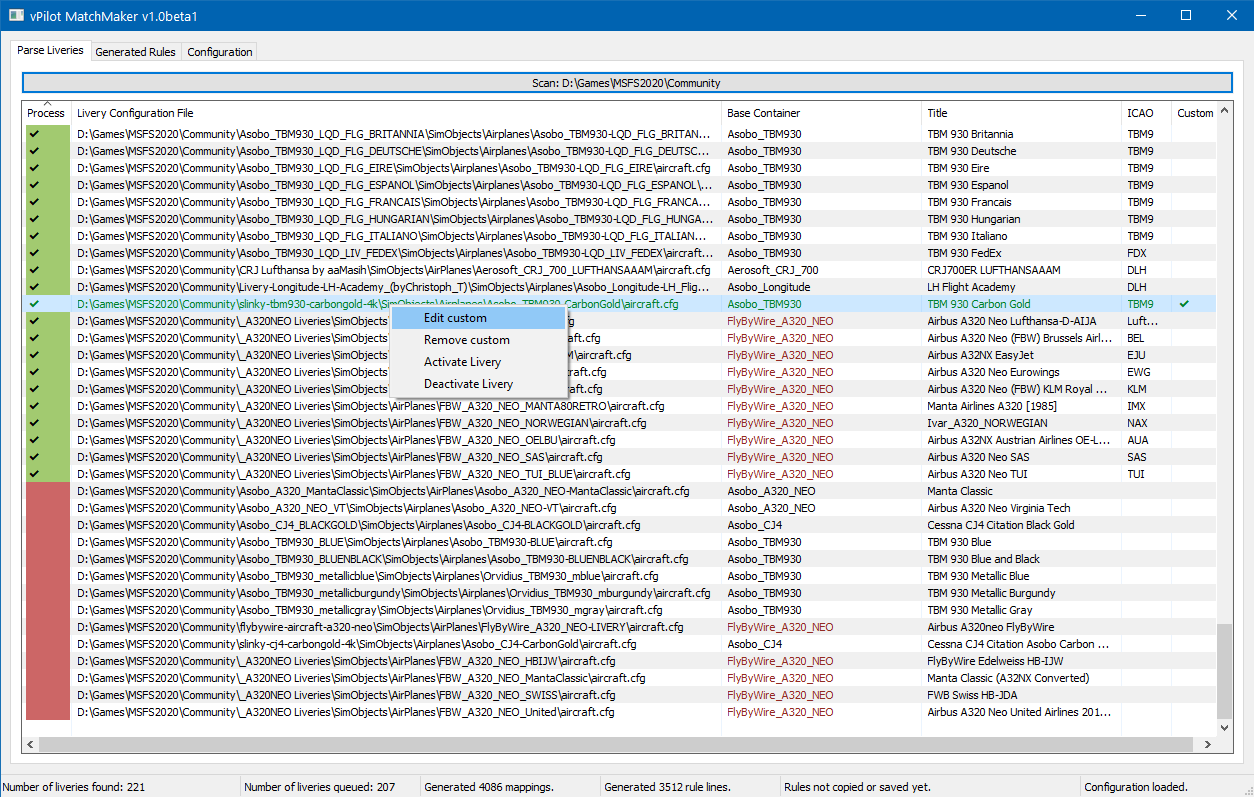 vPilot MatchMaker v1.0beta1
Parse Liveries Generated Rules Configuration
Scan: D:\Games\MSFS2020\Community
Process Livery Configuration File Base Container Title ICAO Custom
D:\Games\MSFS2020\Community\Asobo_TBM930_LQD_FLG_BRITANNIA\SimObjects\Airplanes\Asobo_TBM930-LQD_FLG_BRITAN... Asobo_TBM930 TBM 930 Britannia TBM9
D:\Games\MSFS2020\Community\Asobo_TBM930_LQD_FLG_DEUTSCHE\SimObjects\Airplanes\Asobo_TBM930-LQD_FLG_DEUTSC... Asobo_TBM930 TBM 930 Deutsche TBM9
D:\Games\MSFS2020\Community\Asobo_TBM930_LQD_FLG_EIRE\SimObjects\Airplanes\Asobo_TBM930-LQD_FLG_EIRE\aircraft.cfg Asobo_TBM930 TBM 930 Eire TBM9
D:\Games\MSFS2020\Community\Asobo_TBM930_LQD_FLG_ESPANOL\SimObjects\Airplanes\Asobo_TBM930-LQD_FLG_ESPANOL\... Asobo_TBM930 TBM 930 Espanol TBM9
D:\Games\MSFS2020\Community\Asobo_TBM930_LQD_FLG_FRANCAIS\SimObjects\Airplanes\Asobo_TBM930-LQD_FLG_FRANCA... Asobo_TBM930 TBM 930 Francais TBM9
D:\Games\MSFS2020\Community\Asobo_TBM930_LQD_FLG_HUNGARIAN\SimObjects\Airplanes\Asobo_TBM930-LQD_FLG_HUNGA... Asobo_TBM930 TBM 930 Hungarian TBM9
D:\Games\MSFS2020\Community\Asobo_TBM930_LQD_FLG_ITALIANO\SimObjects\Airplanes\Asobo_TBM930-LQD_FLG_ITALIAN... Asobo_TBM930 TBM 930 Italiano TBM9
D:\Games\MSFS2020\Community\Asobo_TBM930_LQD_LIV_FEDEX\SimObjects\Airplanes\Asobo_TBM930-LQD_LIV_FEDEX\aircraft... Asobo_TBM930 TBM 930 FedEx FDX
D:\Games\MSFS2020\Community\CRJ Lufthansa by aaMasih\SimObjects\AirPlanes\Aerosoft_CRJ_700_LUFTHANSAAAM\aircraft.cfg Aerosoft_CRJ_700 CRJ700ER LUFTHANSAAAM DLH
D:\Games\MSFS2020\Community\Livery-Longitude-LH-Academy_(byChristoph_T)\SimObjects\Airplanes\Asobo_Longitude-LH_Flig... Asobo_Longitude LH Flight Academy DLH
D:\Games\MSFS2020\Community\slinky-tbm930-carbongold-4k\SimObjects\Airplanes\Asobo_TBM930-CarbonGold\aircraft.cfg Asobo_TBM930 TBM 930 Carbon Gold TBM9
D:\Games\MSFS2020\Community\_A320NEO Liveries\SimObjects\ Edit custom g FlyByWire_A320_NEO Airbus A320 Neo Lufthansa-D-AIJA Luft...
D:\Games\MSFS2020\Community\_A320NEO Liveries\SimObjects\ Remove custom ft.cfg FlyByWire_A320_NEO Airbus A320 Neo (FBW) Brussels Airl... BEL
D:\Games\MSFS2020\Community\_A320NEO Liveries\SimObjects\ Activate Livery M\aircraft.cfg FlyByWire_A320_NEO Airbus A32NX EasyJet EJU
D:\Games\MSFS2020\Community\_A320NEO Liveries\SimObjects\ raft.cfg FlyByWire_A320_NEO Airbus A320 Neo Eurowings EWG
D:\Games\MSFS2020\Community\_A320NEO Liveries\SimObjects\ Deactivate Livery raft.cfg FlyByWire_A320_NEO Airbus A320 Neo (FBW) KLM Royal ... KLM
D:\Games\MSFS2020\Community\_A320NEO Liveries\SimObjects\AirPlanes\FBW_A320_NEO_MANTA80RETRO\aircraft.cfg FlyByWire_A320_NEO Manta Airlines A320 [1985] IMX
D:\Games\MSFS2020\Community\_A320NEO Liveries\SimObjects\AirPlanes\FBW_A320_NEO_NORWEGIAN\aircraft.cfg FlyByWire_A320_NEO Ivar_A320_NORWEGIAN NAX
D:\Games\MSFS2020\Community\_A320NEO Liveries\SimObjects\AirPlanes\FBW_A320_NEO_OELBU\aircraft.cfg FlyByWire_A320_NEO Airbus A32NX Austrian Airlines OE-L... AUA
D:\Games\MSFS2020\Community\_A320NEO Liveries\SimObjects\AirPlanes\FBW_A320_NEO_SAS\aircraft.cfg FlyByWire_A320_NEO Airbus A320 Neo SAS SAS
D:\Games\MSFS2020\Community\_A320NEO Liveries\SimObjects\AirPlanes\FBW_A320_NEO_TUI_BLUE\aircraft.cfg FlyByWire_A320_NEO Airbus A320 Neo TUI TUI
D:\Games\MSFS2020\Community\Asobo_A320_MantaClassic\SimObjects\AirPlanes\Asobo_A320_NEO-MantaClassic\aircraft.cfg Asobo_A320_NEO Manta Classic
D:\Games\MSFS2020\Community\Asobo_A320_NEO_VT\SimObjects\AirPlanes\Asobo_A320_NEO-VT\aircraft.cfg Asobo_A320_NEO Airbus A320 Neo Virginia Tech
D:\Games\MSFS2020\Community\Asobo_CJ4_BLACKGOLD\SimObjects\AirPlanes\Asobo_CJ4-BLACKGOLD\aircraft.cfg Asobo_CJ4 Cessna CJ4 Citation Black Gold
D:\Games\MSFS2020\Community\Asobo_TBM930_BLUE\SimObjects\Airplanes\Asobo_TBM930-BLUE\aircraft.cfg Asobo_TBM930 TBM 930 Blue
D:\Games\MSFS2020\Community\Asobo_TBM930_BLUENBLACK\SimObjects\Airplanes\Asobo_TBM930-BLUENBLACK\aircraft.cfg Asobo_TBM930 TBM 930 Blue and Black
D:\Games\MSFS2020\Community\Asobo_TBM930_metallicblue\SimObjects\Airplanes\Orvidius_TBM930_mblue\aircraft.cfg Asobo_TBM930 TBM 930 Metallic Blue
D:\Games\MSFS2020\Community\Asobo_TBM930_metallicburgundy\SimObjects\Airplanes\Orvidius_TBM930_mburgundy\aircraft.cfg Asobo_TBM930 TBM 930 Metallic Burgundy
D:\Games\MSFS2020\Community\Asobo_TBM930_metallicgray\SimObjects\Airplanes\Orvidius_TBM930_mgray\aircraft.cfg Asobo_TBM930 TBM 930 Metallic Gray
D:\Games\MSFS2020\Community\flybywire-aircraft-a320-neo\SimObjects\AirPlanes\FlyByWire_A320_NEO-LIVERY\aircraft.cfg FlyByWire_A320_NEO Airbus A320neo FlyByWire
D:\Games\MSFS2020\Community\slinky-cj4-carbongold-4k\SimObjects\Airplanes\Asobo_CJ4-CarbonGold\aircraft.cfg Asobo_CJ4 Cessna CJ4 Citation Asobo Carbon ...
D:\Games\MSFS2020\Community\_A320NEO Liveries\SimObjects\AirPlanes\FBW_A320_NEO_HBIJW\aircraft.cfg FlyByWire_A320_NEO FlyByWire Edelweiss HB-IJW
D:\Games\MSFS2020\Community\_A320NEO Liveries\SimObjects\AirPlanes\FBW_A320_NEO_MantaClassic\aircraft.cfg FlyByWire_A320_NEO Manta Classic (A32NX Converted)
D:\Games\MSFS2020\Community\_A320NEO Liveries\SimObjects\AirPlanes\FBW_A320_NEO_SWISS\aircraft.cfg FlyByWire_A320_NEO FWB Swiss HB-JDA
D:\Games\MSFS2020\Community\_A320NEO Liveries\SimObjects\AirPlanes\FBW_A320_NEO_United\aircraft.cfg FlyByWire_A320_NEO Airbus A320 Neo United Airlines 201...
Number of liveries found: 221 Number of liveries queued: 207 Generated 4086 mappings. Generated 3512 rule lines. Rules not copied or saved yet. Configuration loaded.